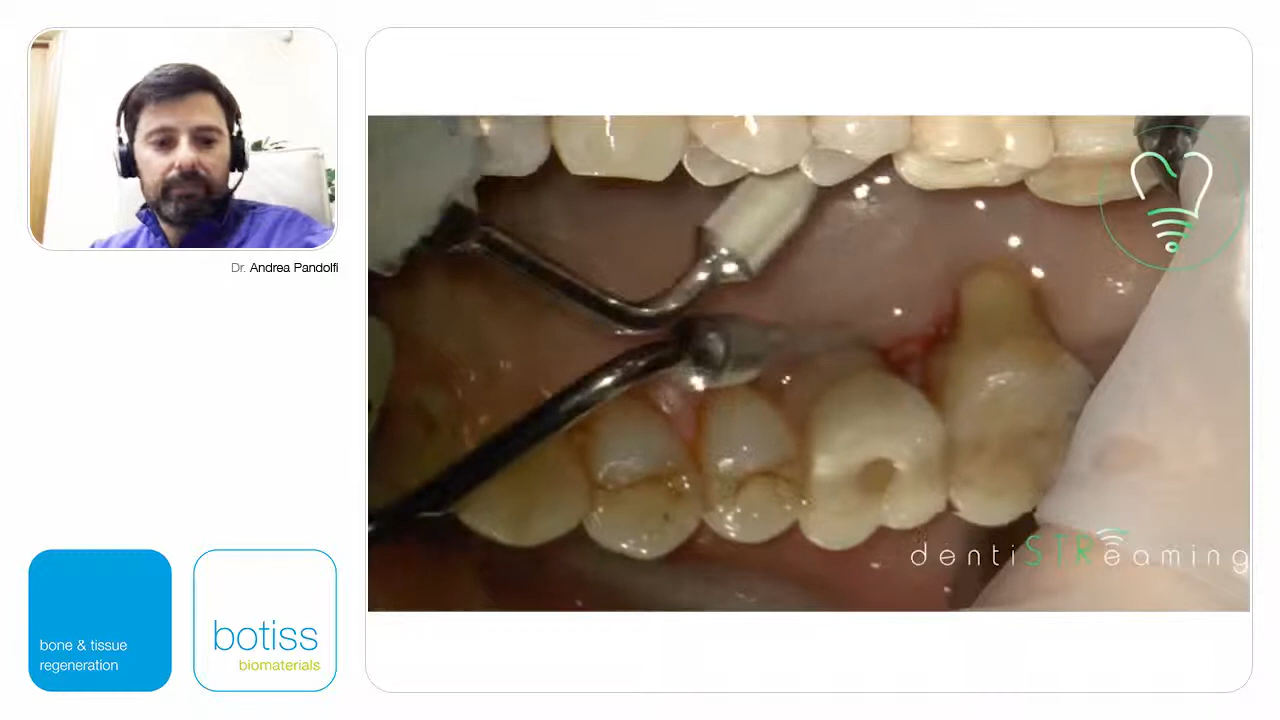 Dr. Andrea Pandolfi
bone & tissue
regeneration
botiss
biomaterials
dentiSTReaming